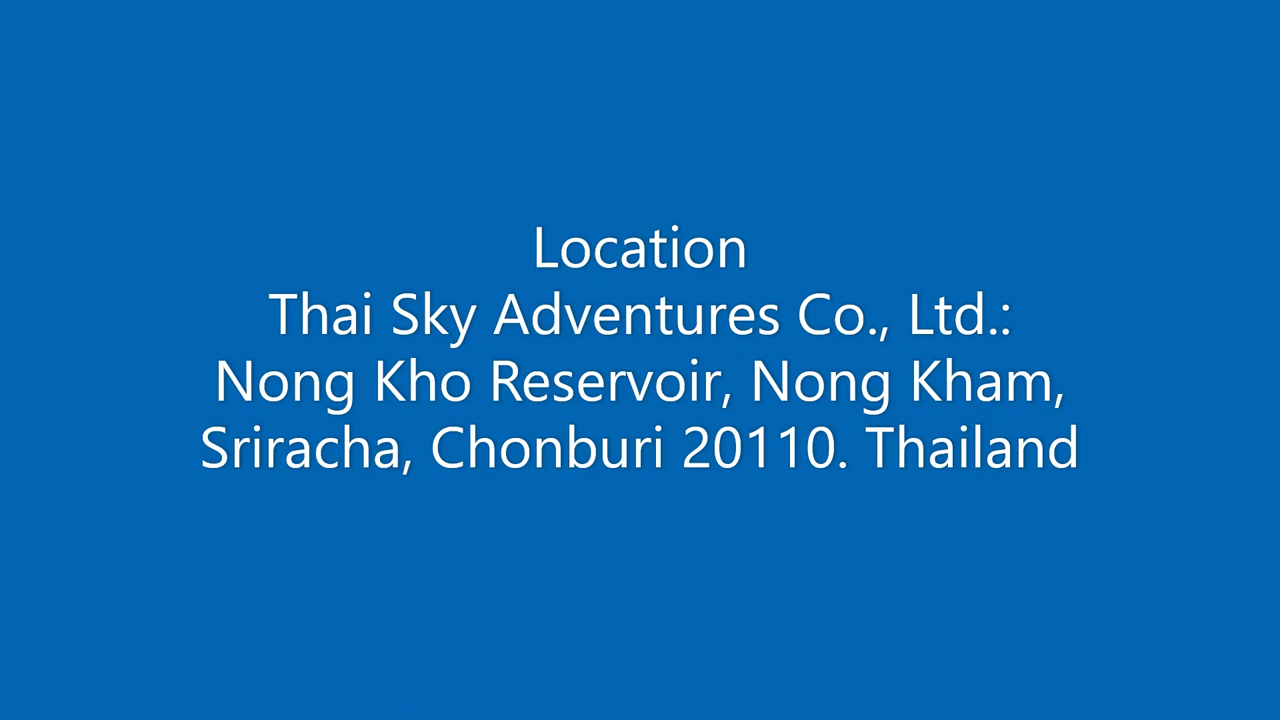 Location
Thai Sky Adventures Co., Ltd.:
Nong Kho Reservoir, Nong Kham,
Sriracha, Chonburi 20110. Thailand